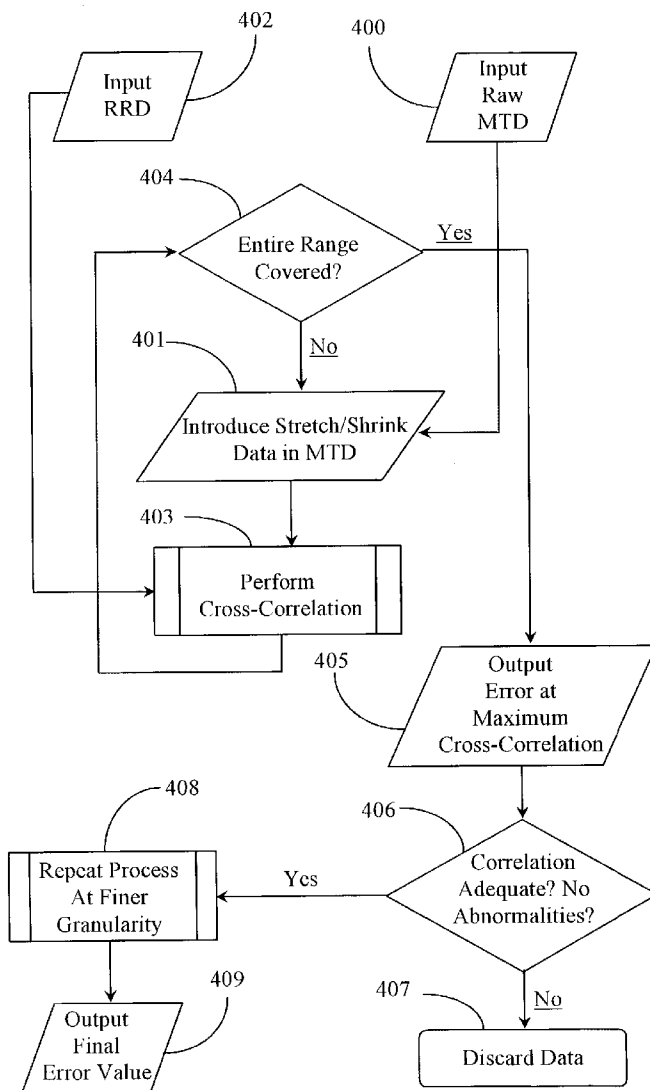 402
400
Input
RRD
Input
Raw
MTD
404
Entire Range
Covered?
Yes
No
401
Introduce Stretch/Shrink
Data in MTD
403
Perform
Cross-Correlation
405
Output
Error at
Maximum
Cross-Correlation
408
406
Repeat Process
At Finer
Granularity
Yes
Correlation
Adequate? No
Abnormalities?
409
Output
Final
Error Value
No
407
Discard Data